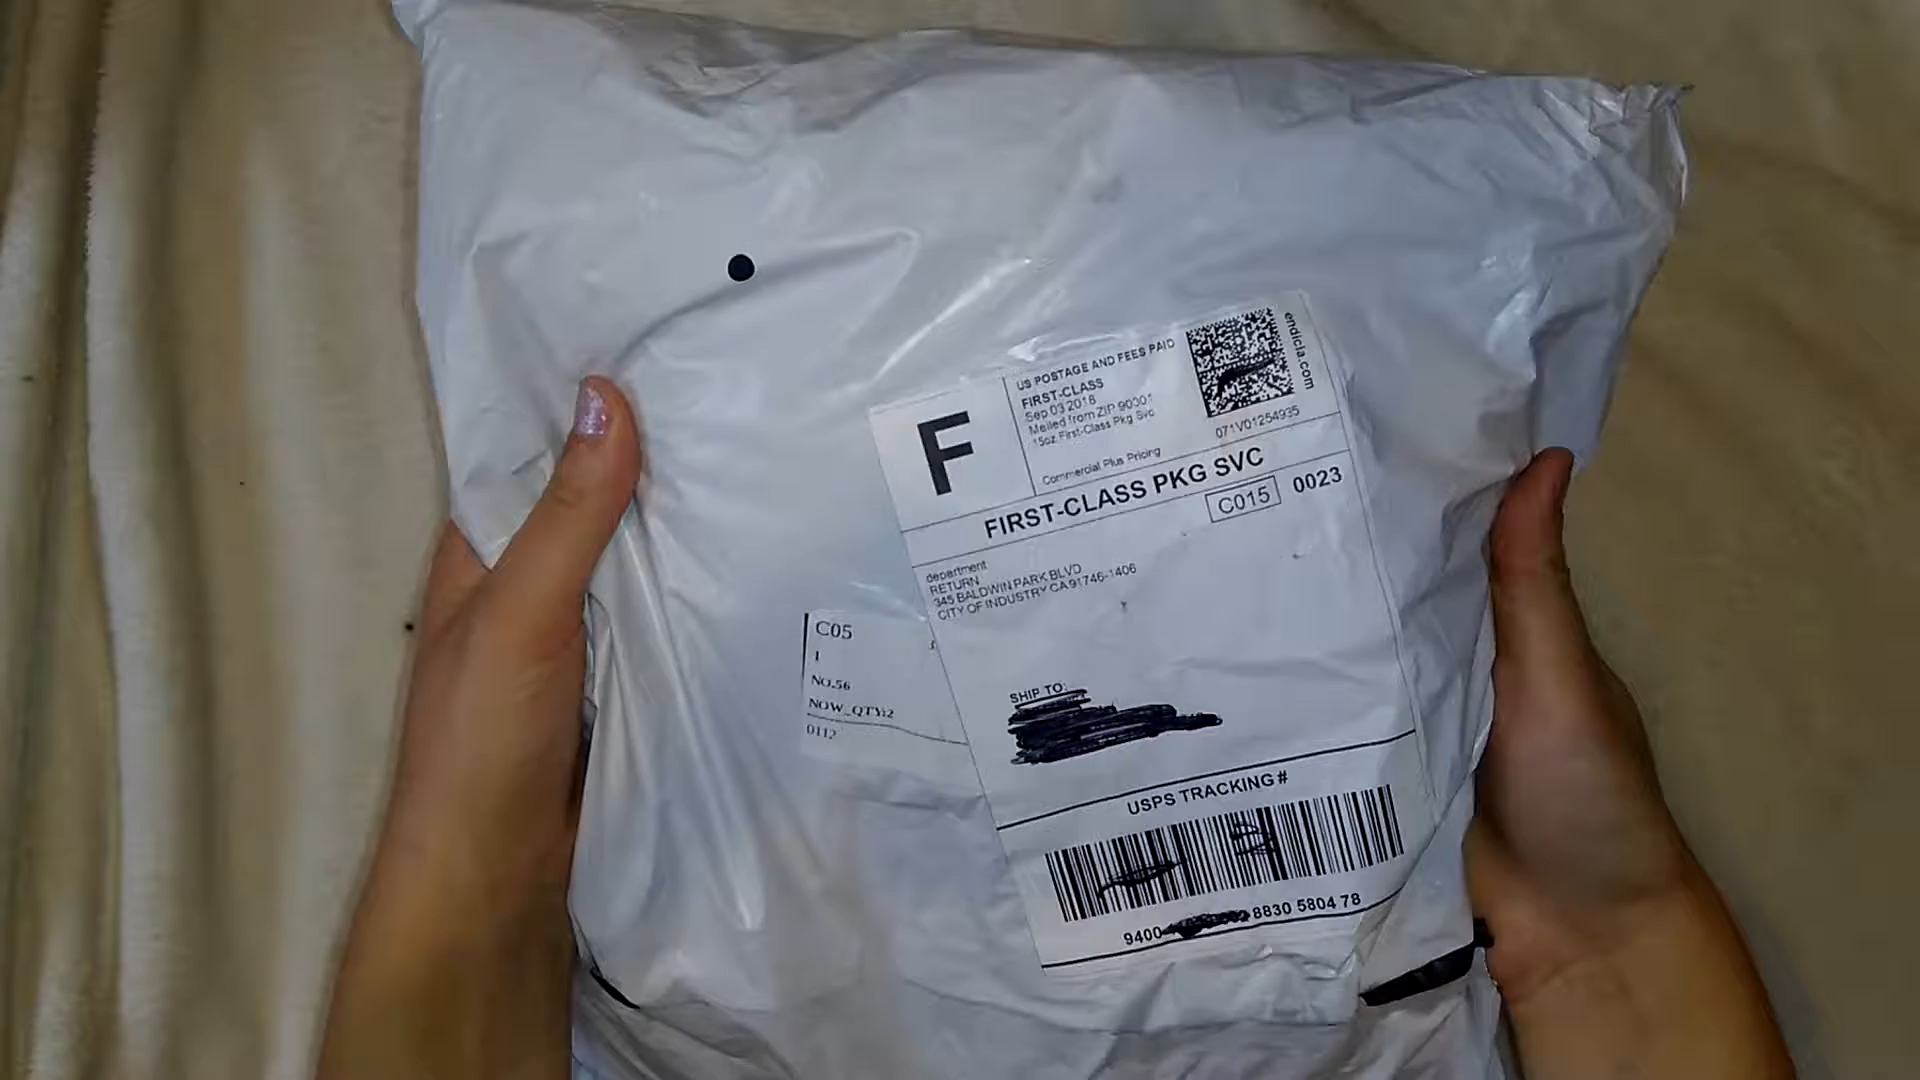 F
US POSTAGE AND FEES PAID
FIRST-CLASS
Sep 03 2018
Mailed from ZIP 90301
15oz First-Class Pkg Svc
Commercial Plus Pricing
endicia.com
071V01254935
FIRST-CLASS PKG SVC
C015 0023
department
RETURN
345 BALDWIN PARK BLVD
CITY OF INDUSTRY CA 91746-1406
C05
1
NO.56
NOW_QTY:2
0112
SHIP TO:
USPS TRACKING #
9400 8830 5804 78